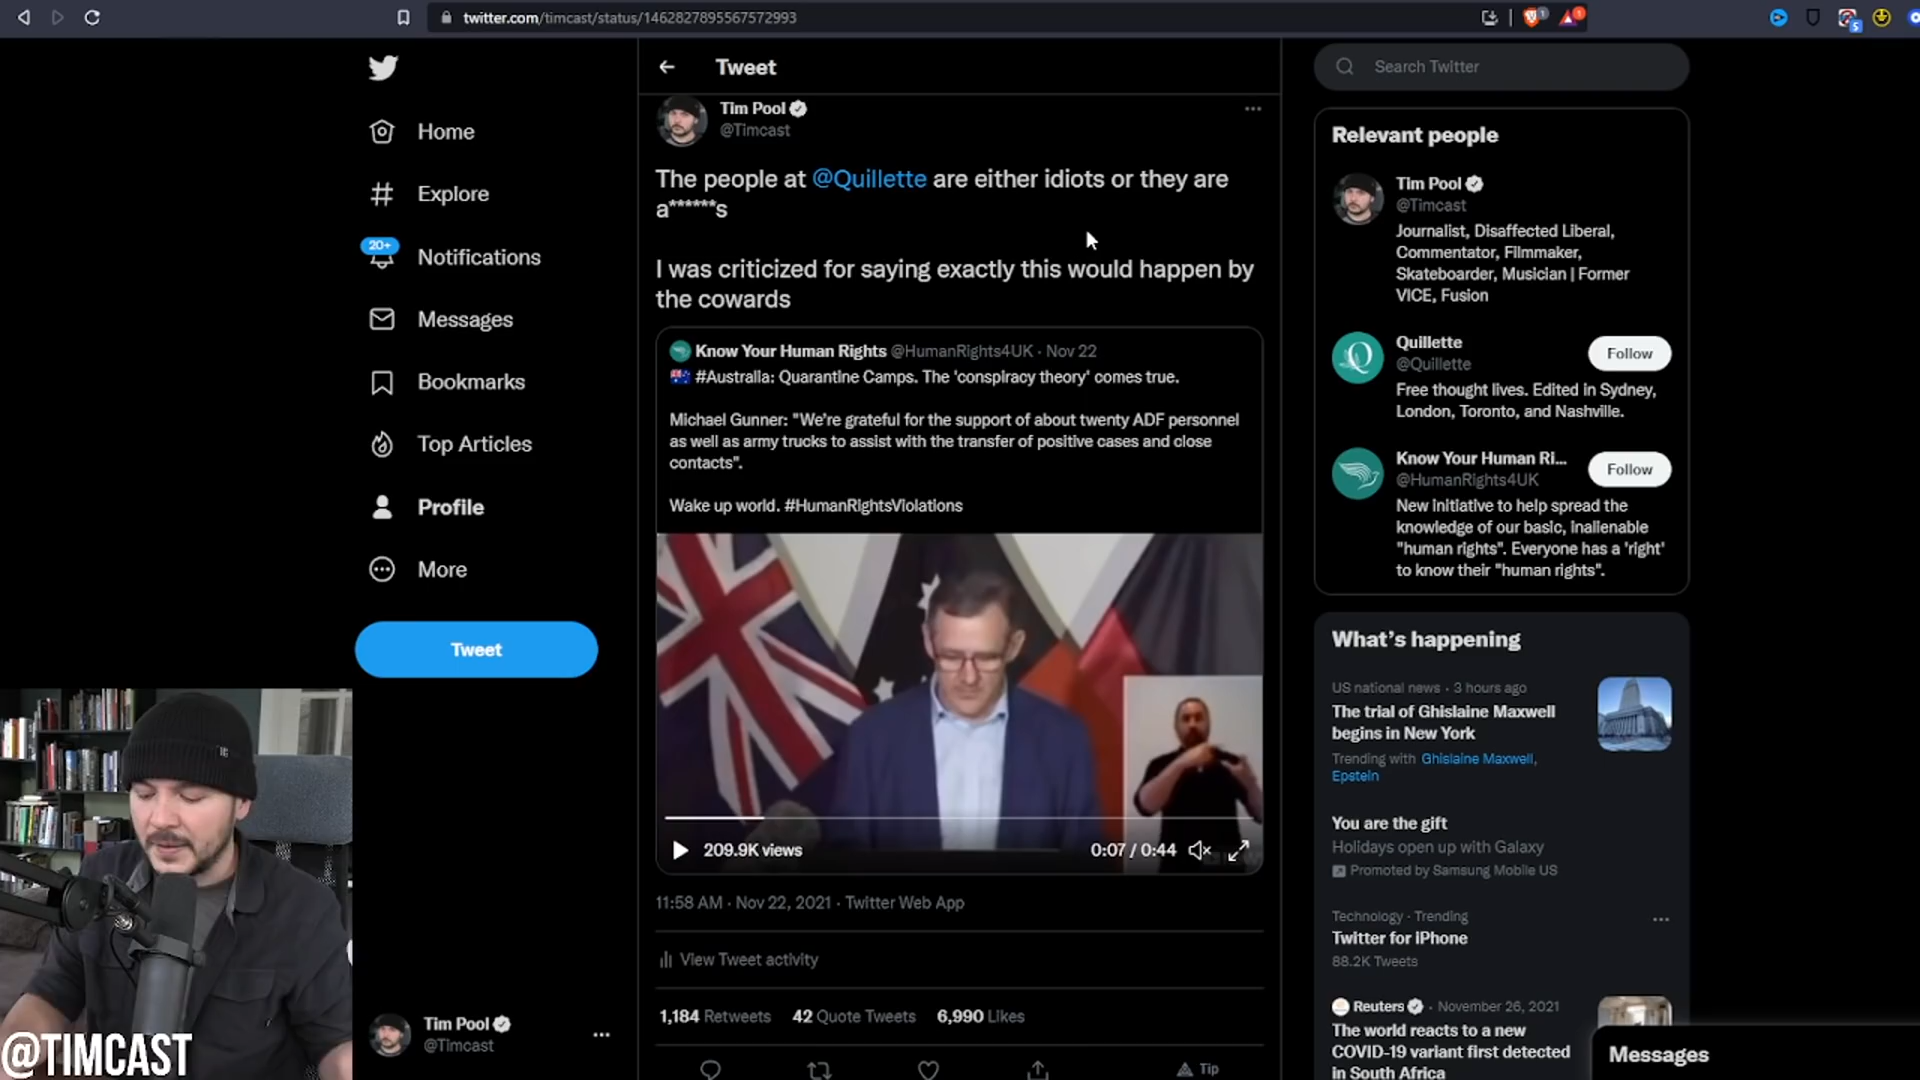 twitter.com/timcast/status/1462827895567572993
Home
Explore
20+
Notifications
Messages
Bookmarks
Top Articles
Profile
More
Tweet
Tim Pool
@Timcast
@TIMCAST
Tweet
Tim Pool
@Timcast
The people at @Quillette are either idiots or they are
a******s
I was criticized for saying exactly this would happen by
the cowards
Know Your Human Rights @HumanRights4UK · Nov 22
#Australia: Quarantine Camps. The 'conspiracy theory' comes true.
Michael Gunner: "We're grateful for the support of about twenty ADF personnel
as well as army trucks to assist with the transfer of positive cases and close
contacts".
Wake up world. #HumanRightsViolations
209.9K views
0:07 / 0:44
11:58 AM · Nov 22, 2021 · Twitter Web App
View Tweet activity
1,184 Retweets 42 Quote Tweets 6,990 Likes
Tip
Search Twitter
Relevant people
Tim Pool
@Timcast
Journalist, Disaffected Liberal,
Commentator, Filmmaker,
Skateboarder, Musician | Former
VICE, Fusion
Quillette
@Quillette
Follow
Free thought lives. Edited in Sydney,
London, Toronto, and Nashville.
Know Your Human Ri...
@HumanRights4UK
Follow
New initiative to help spread the
knowledge of our basic, inallenable
"human rights". Everyone has a 'right'
to know their "human rights".
What's happening
US national news · 3 hours ago
The trial of Ghislaine Maxwell
begins in New York
Trending with Ghislaine Maxwell,
Epstein
You are the gift
Holidays open up with Galaxy
Promoted by Samsung Mobile US
Technology · Trending
Twitter for iPhone
88.2K Tweets
Reuters · November 26, 2021
The world reacts to a new
COVID-19 variant first detected
in South Africa
Messages